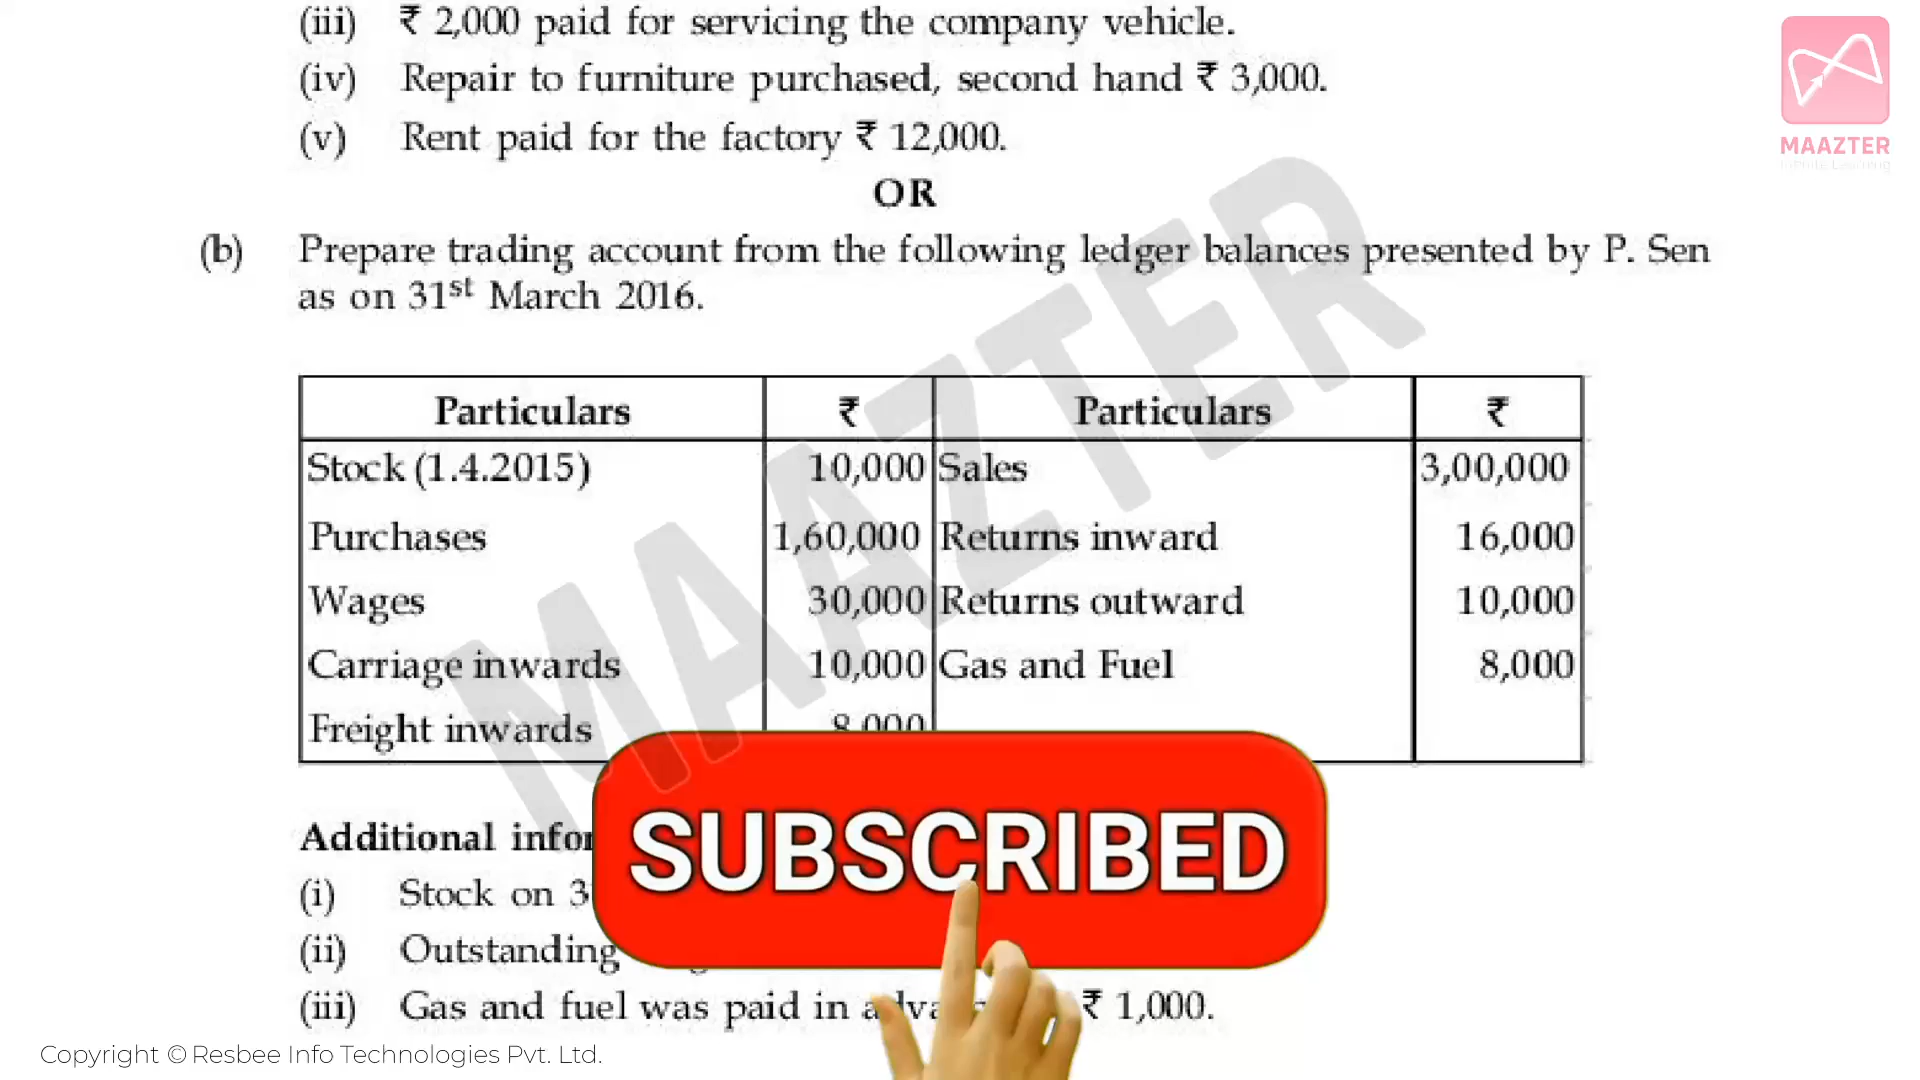 (iii) ₹ 2,000 paid for servicing the company vehicle.
(iv) Repair to furniture purchased, second hand ₹ 3,000.
(v) Rent paid for the factory ₹ 12,000.
OR
(b) Prepare trading account from the following ledger balances presented by P. Sen
as on 31st March 2016.
Particulars ₹ Particulars ₹
Stock (1.4.2015) 10,000 Sales 3,00,000
Purchases 1,60,000 Returns inward 16,000
Wages 30,000 Returns outward 10,000
Carriage inwards 10,000 Gas and Fuel 8,000
Freight inwards 8,000
Additional
(i) Stock on
(ii) Outstanding
(iii) Gas and fuel was paid in ₹ 1,000.
SUBSCRIBED
MAAZTER
MAAZTER
Infinite Learning
Copyright © Resbee Info Technologies Pvt. Ltd.